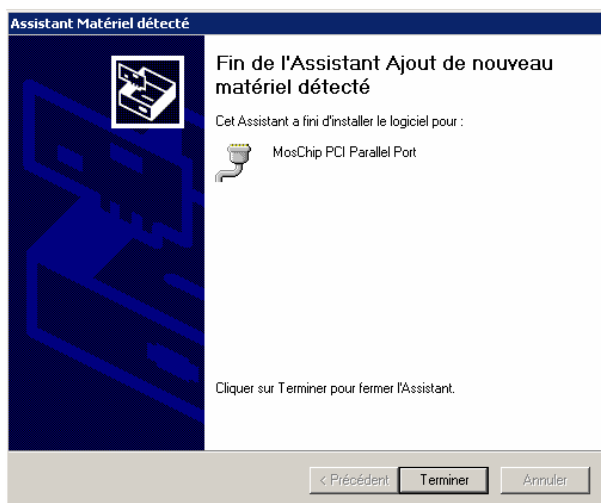 Assistant Matériel détecté
Fin de l'Assistant Ajout de nouveau
matériel détecté
Cet Assistant a fini d'installer le logiciel pour :
MosChip PCI Parallel Port
Cliquer sur Terminer pour fermer l'Assistant.
< Précédent Terminer Annuler